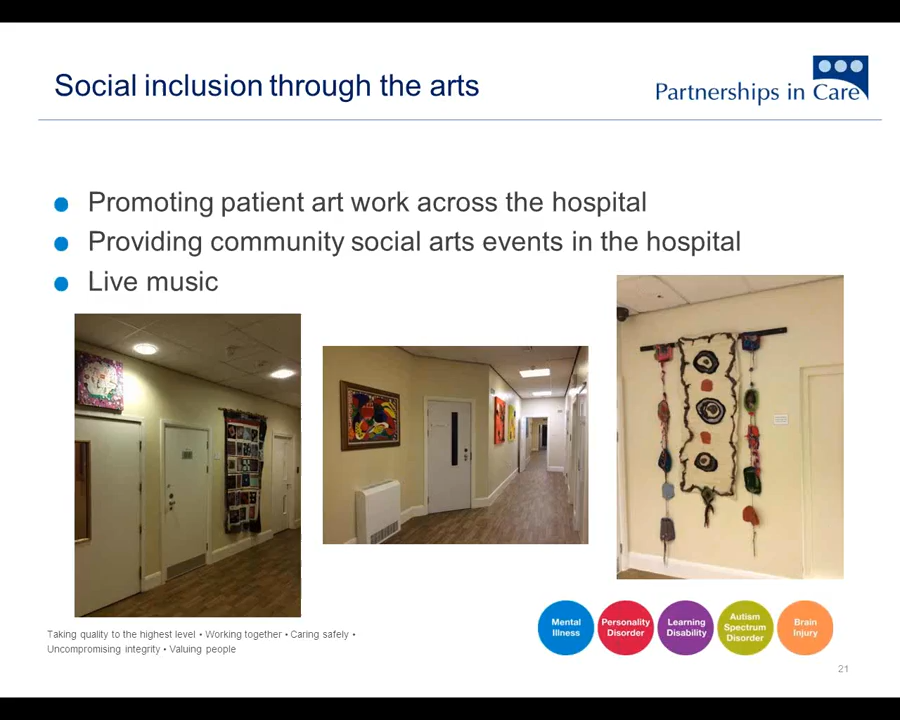 Social inclusion through the arts
Partnerships in Care
Promoting patient art work across the hospital
Providing community social arts events in the hospital
Live music
Taking quality to the highest level • Working together • Caring safely •
Uncompromising integrity • Valuing people
Mental
Illness
Personality
Disorder
Learning
Disability
Autism
Spectrum
Disorder
Brain
Injury
21